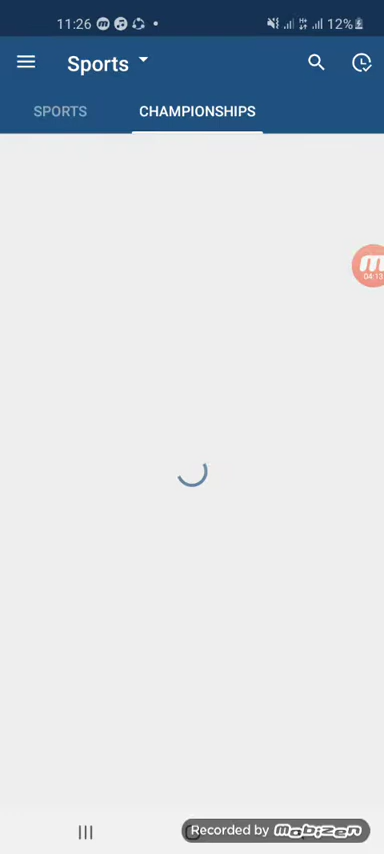 11:26 12%
Sports
SPORTS CHAMPIONSHIPS
m
04:13
Recorded by mobizen